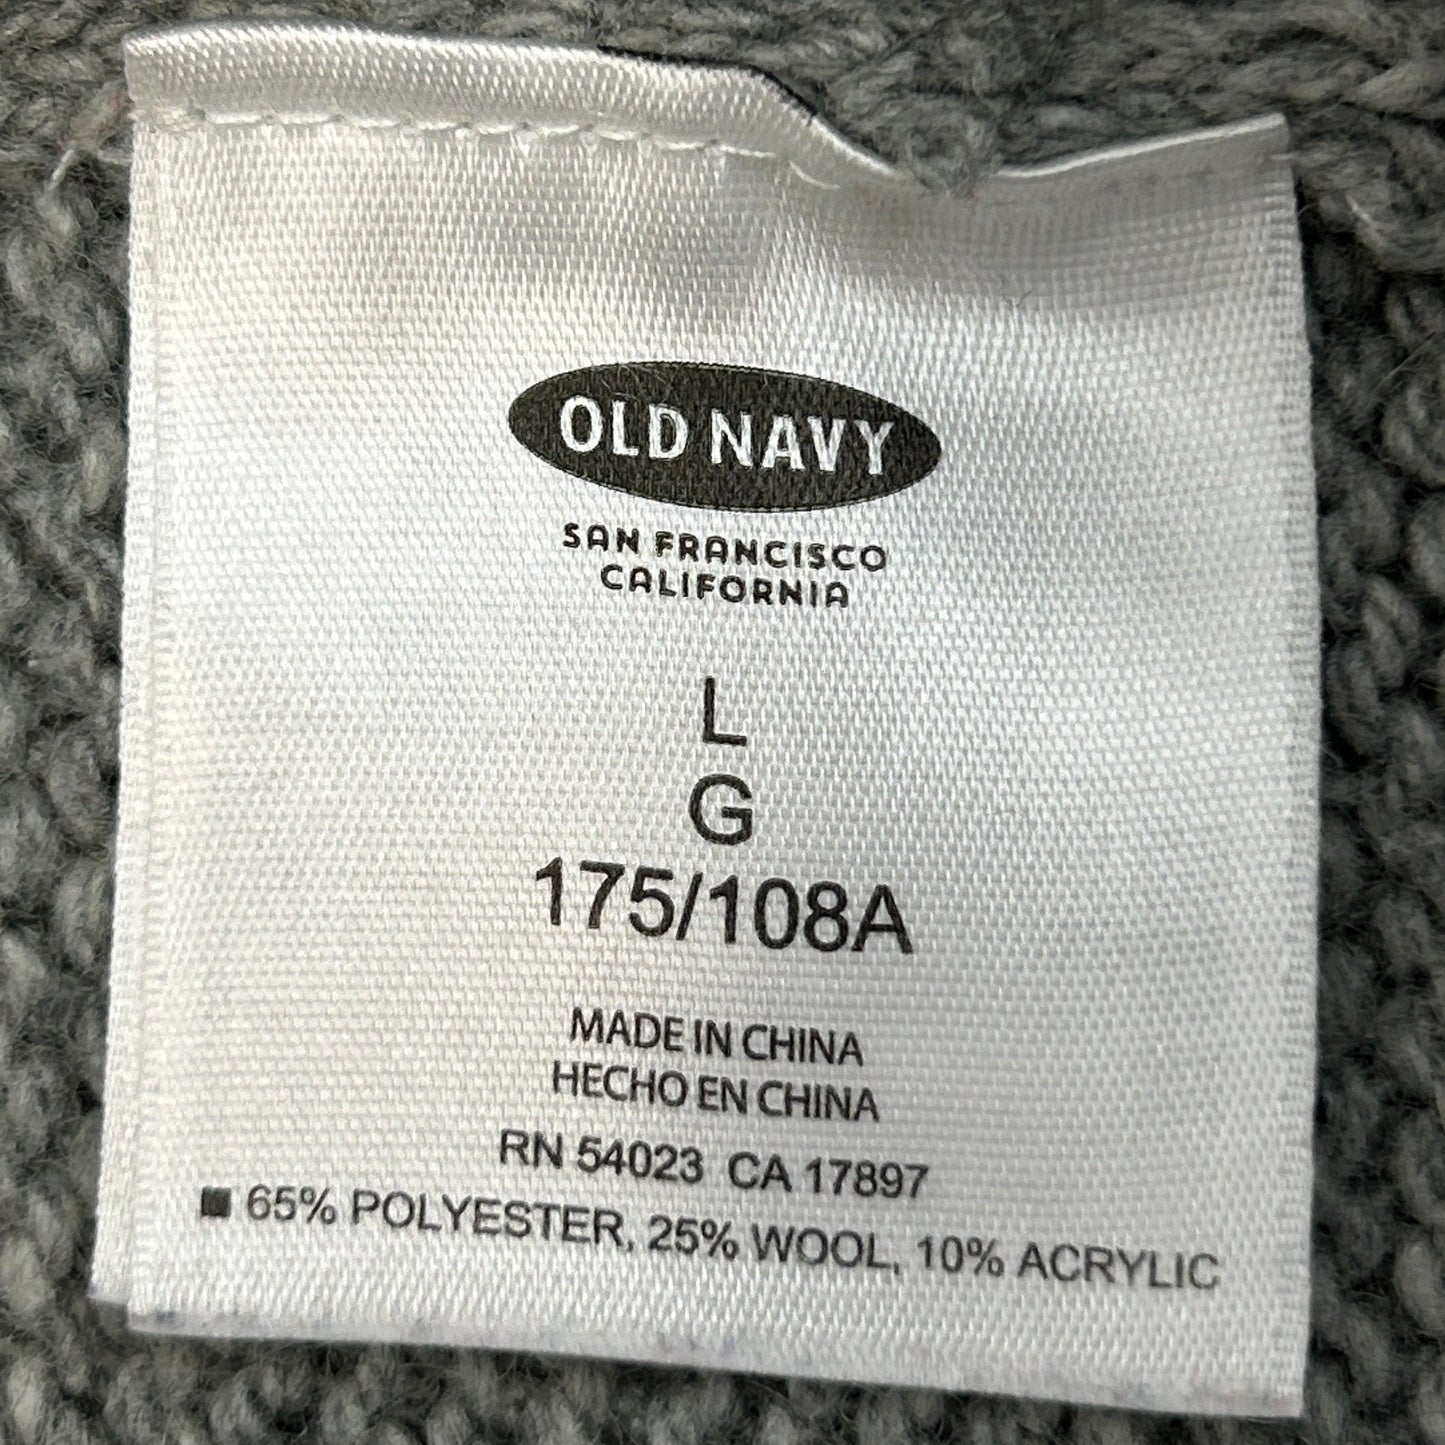 OLD NAVY
SAN FRANCISCO
CALIFORNIA
L
G
175/108A
MADE IN CHINA
HECHO EN CHINA
RN 54023 CA 17897
■ 65% POLYESTER, 25% WOOL, 10% ACRYLIC